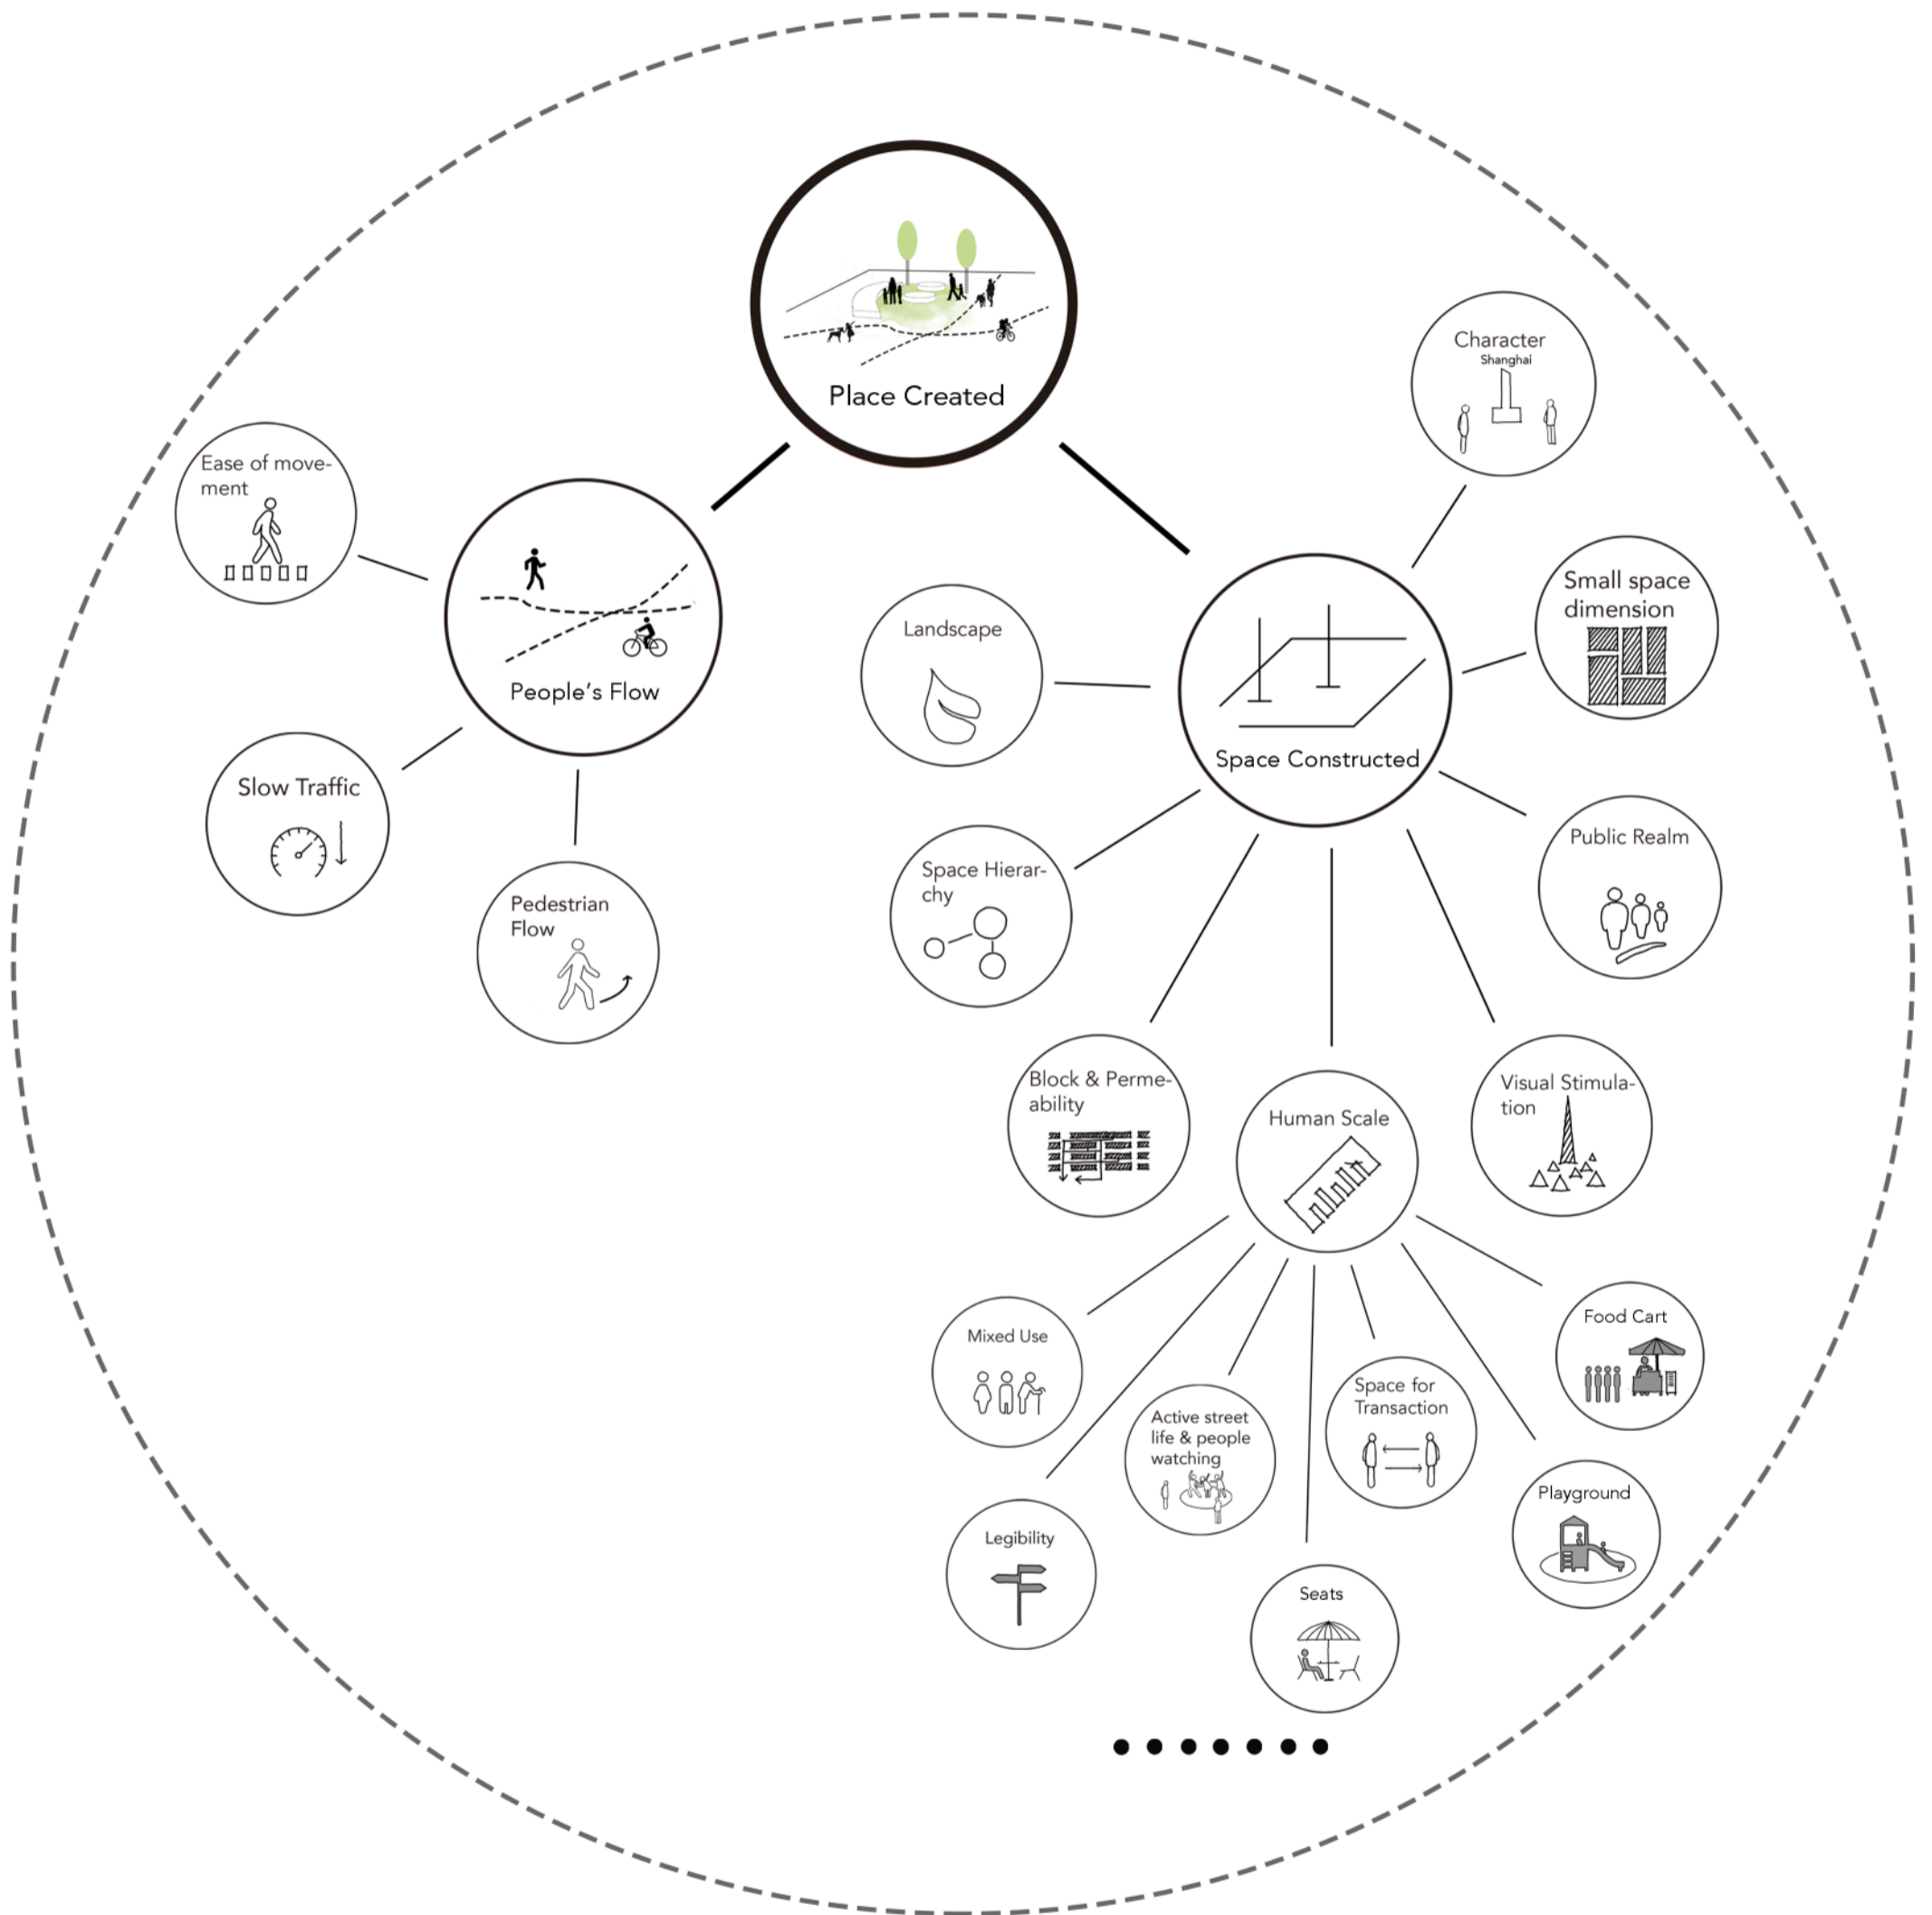 Place Created
Character
Shanghai
Ease of move-
ment
People's Flow
Small space
dimension
Landscape
Space Constructed
Slow Traffic
Public Realm
Space Hierar-
chy
Pedestrian
Flow
Block & Perme-
ability
Human Scale
Visual Stimula-
tion
Mixed Use
Food Cart
Active street
life & people
watching
Space for
Transaction
Playground
Legibility
Seats